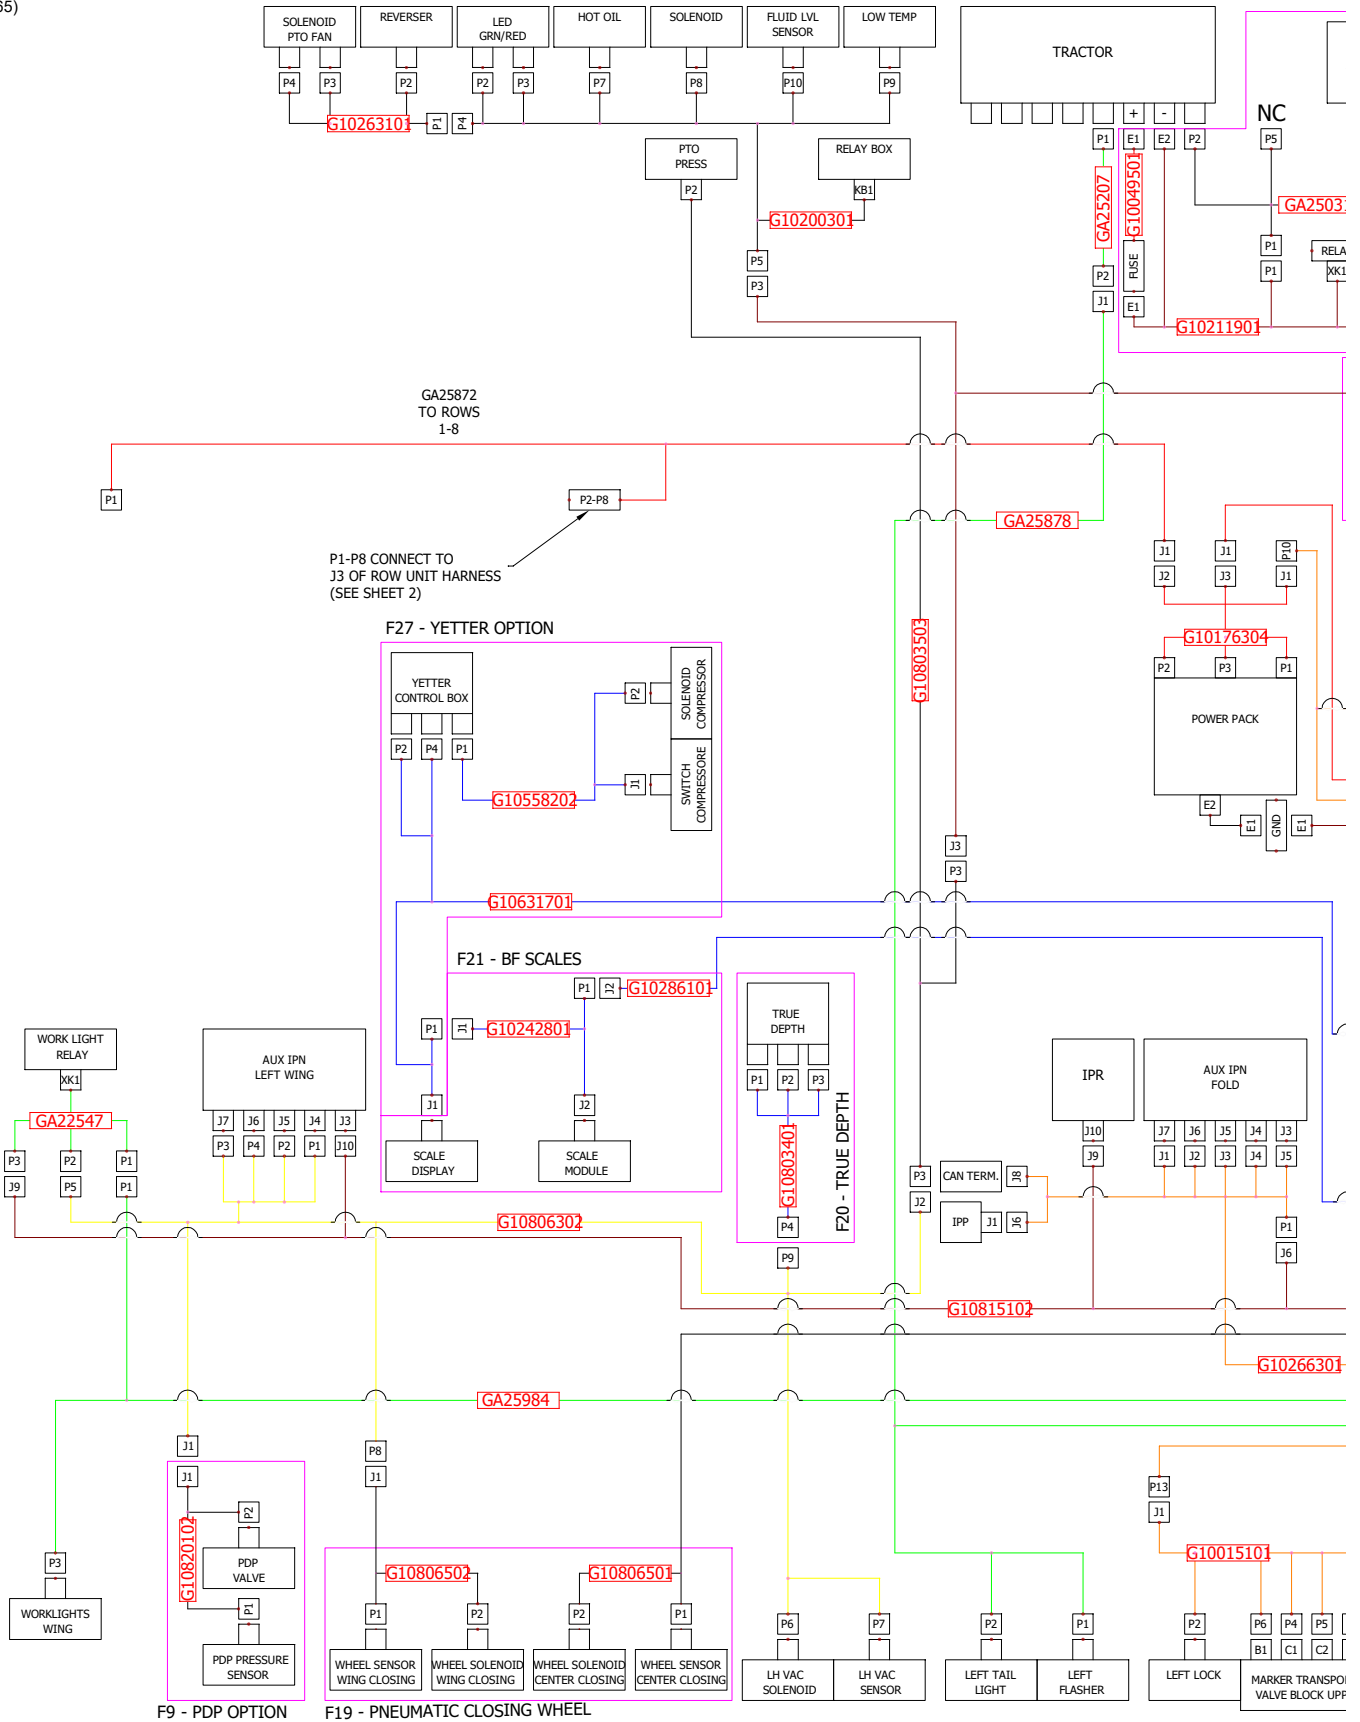 65)
SOLENOID
PTO FAN
REVERSER
LED
GRN/RED
HOT OIL
SOLENOID
FLUID LVL
SENSOR
LOW TEMP
TRACTOR
P4
P3
P2
P2
P3
P7
P8
P10
P9
+
-
NC
G10263101
P1
P4
P1
E1
E2
P2
P5
PTO
PRESS
RELAY BOX
P2
KB1
GA25207
G10049501
GA2503
G10200301
P5
P3
P2
J1
FUSE
E1
P1
P1
RELA
XK1
G10211901
GA25872
TO ROWS
1-8
P1
P2-P8
GA25878
P1-P8 CONNECT TO
J3 OF ROW UNIT HARNESS
(SEE SHEET 2)
J1
J2
J1
J3
P10
J1
F27 - YETTER OPTION
G10803503
G10176304
P2
P3
P1
YETTER
CONTROL BOX
P2
SOLENOID
COMPRESSOR
POWER PACK
P2
P4
P1
J1
SWITCH
COMPRESSORE
G10558202
E2
E1
GND
E1
J3
P3
G10631701
F21 - BF SCALES
P1
J2
G10286101
P1
J1
G10242801
TRUE
DEPTH
WORK LIGHT
RELAY
XK1
AUX IPN
LEFT WING
IPR
AUX IPN
FOLD
P1
P2
P3
J1
J2
GA22547
J7
J6
J5
J4
J3
P3
P4
P2
P1
J10
SCALE
DISPLAY
SCALE
MODULE
G10803401
F20 - TRUE DEPTH
J10
J9
J7
J6
J5
J4
J3
J1
J2
J3
J4
J5
P3
P2
P1
J9
P5
P1
P3
J2
CAN TERM.
J8
IPP
J1
J6
G10806302
P4
P9
P1
J6
G10815102
G10266301
GA25984
J1
J1
P8
J1
P13
J1
G10820102
P2
PDP
VALVE
P1
PDP PRESSURE
SENSOR
G10806502
G10806501
G10015101
P3
WORKLIGHTS
WING
P1
P2
P2
P1
P6
P7
P2
P1
P2
P6
P4
P5
B1
C1
C2
WHEEL SENSOR
WING CLOSING
WHEEL SOLENOID
WING CLOSING
WHEEL SOLENOID
CENTER CLOSING
WHEEL SENSOR
CENTER CLOSING
LH VAC
SOLENOID
LH VAC
SENSOR
LEFT TAIL
LIGHT
LEFT
FLASHER
LEFT LOCK
MARKER TRANSPO
VALVE BLOCK UPP
F9 - PDP OPTION
F19 - PNEUMATIC CLOSING WHEEL